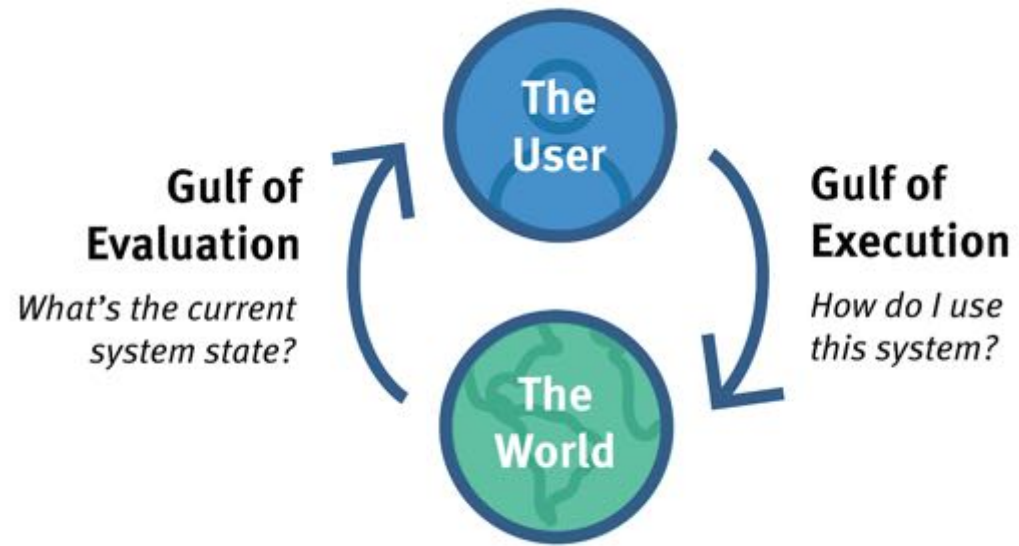 The
User
Gulf of
Evaluation
What's the current
system state?
Gulf of
Execution
How do I use
this system?
The
World